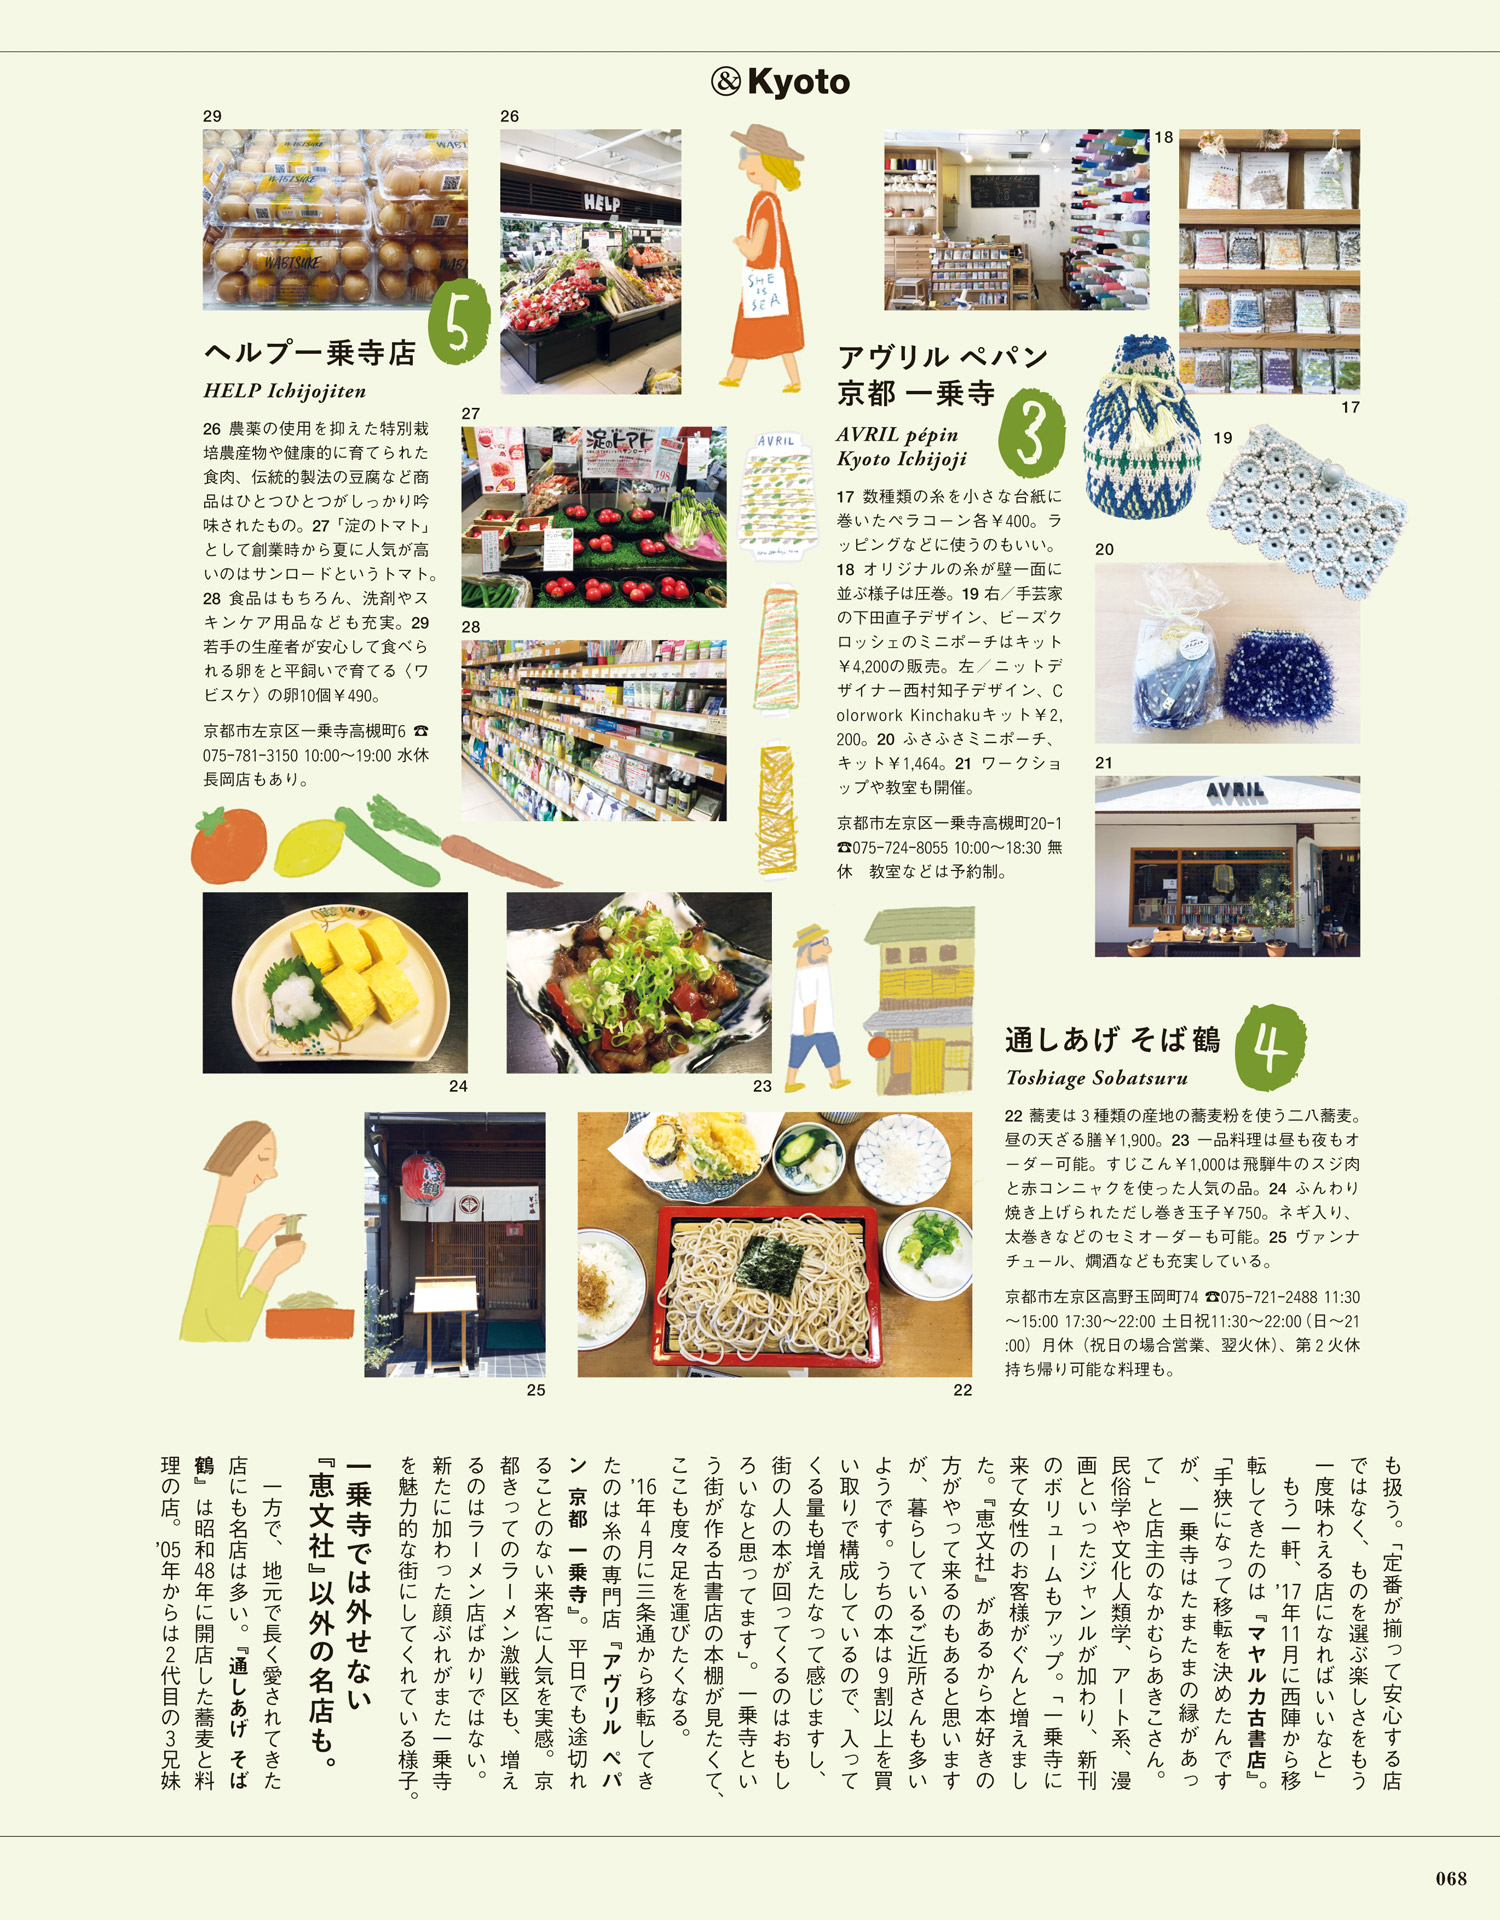 &Kyoto
29
26
18
17
WABISUKE
WABISUKE
HELP
SHE
IS
SEA
5
ヘルプ一乗寺店
HELP Ichijojiten
26 農薬の使用を抑えた特別栽
培農産物や健康的に育てられた
食肉、伝統的製法の豆腐など商
品はひとつひとつがしっかり吟
味されたもの。27「淀のトマト」
として創業時から夏に人気が高
いのはサンロードというトマト。
28 食品はもちろん、洗剤やス
キンケア用品なども充実。29
若手の生産者が安心して食べら
れる卵をと平飼いで育てる〈ワ
ビスケ〉の卵10個¥490。
京都市左京区一乗寺高槻町6 ☎
075-781-3150 10:00〜19:00 水休
長岡店もあり。
27
淀のトマト
198
28
AVRIL
アヴリル ペパン
京都 一乗寺
3
AVRIL pépin
Kyoto Ichijoji
17 数種類の糸を小さな台紙に
巻いたペラコーン各¥400。ラ
ッピングなどに使うのもいい。
18 オリジナルの糸が壁一面に
並ぶ様子は圧巻。19 右／手芸家
の下田直子デザイン、ビーズク
ロッシェのミニポーチはキット
¥4,200の販売。左／ニットデ
ザイナー西村知子デザイン、C
olorwork Kinchakuキット¥2,
200。20 ふさふさミニポーチ、
キット¥1,464。21 ワークショ
ップや教室も開催。
京都市左京区一乗寺高槻町20-1
☎075-724-8055 10:00〜18:30 無
休　教室などは予約制。
19
20
21
AVRIL
24
23
25
22
通しあげ そば鶴
4
Toshiage Sobatsuru
22 蕎麦は3種類の産地の蕎麦粉を使う二八蕎麦。
昼の天ざる膳¥1,900。23 一品料理は昼も夜もオ
ーダー可能。すじこん¥1,000は飛騨牛のスジ肉
と赤コンニャクを使った人気の品。24 ふんわり
焼き上げられただし巻き玉子¥750。ネギ入り、
太巻きなどのセミオーダーも可能。25 ヴァンナ
チュール、燗酒なども充実している。
京都市左京区高野玉岡町74 ☎075-721-2488 11:30
〜15:00 17:30〜22:00 土日祝11:30〜22:00（日〜21
:00）月休（祝日の場合営業、翌火休）、第2火休
持ち帰り可能な料理も。
も扱う。「定番が揃って安心する店
ではなく、ものを選ぶ楽しさをもう
一度味わえる店になればいいなと」
もう一軒、'17年11月に西陣から移
転してきたのは『マヤルカ古書店』。
「手狭になって移転を決めたんです
が、一乗寺はたまたまの縁があっ
て」と店主のなかむらあきこさん。
民俗学や文化人類学、アート系、漫
画といったジャンルが加わり、新刊
のボリュームもアップ。「一乗寺に
来て女性のお客様がぐんと増えまし
た。『恵文社』があるから本好きの
方がやって来るのもあると思います
が、暮らしているご近所さんも多い
ようです。うちの本は9割以上を買
い取りで構成しているので、入って
くる量も増えたなって感じますし、
街の人の本が回ってくるのはおもし
ろいなと思ってます」。一乗寺とい
う街が作る古書店の本棚が見たくて、
ここも度々足を運びたくなる。
'16年4月に三条通から移転してき
たのは糸の専門店『アヴリル ペパ
ン 京都 一乗寺』。平日でも途切れ
ることのない来客に人気を実感。京
都きってのラーメン激戦区も、増え
るのはラーメン店ばかりではない。
新たに加わった顔ぶれがまた一乗寺
を魅力的な街にしてくれている様子。
一乗寺では外せない
『恵文社』以外の名店も。
一方で、地元で長く愛されてきた
店にも名店は多い。『通しあげ そば
鶴』は昭和48年に開店した蕎麦と料
理の店。'05年からは2代目の3兄妹
068